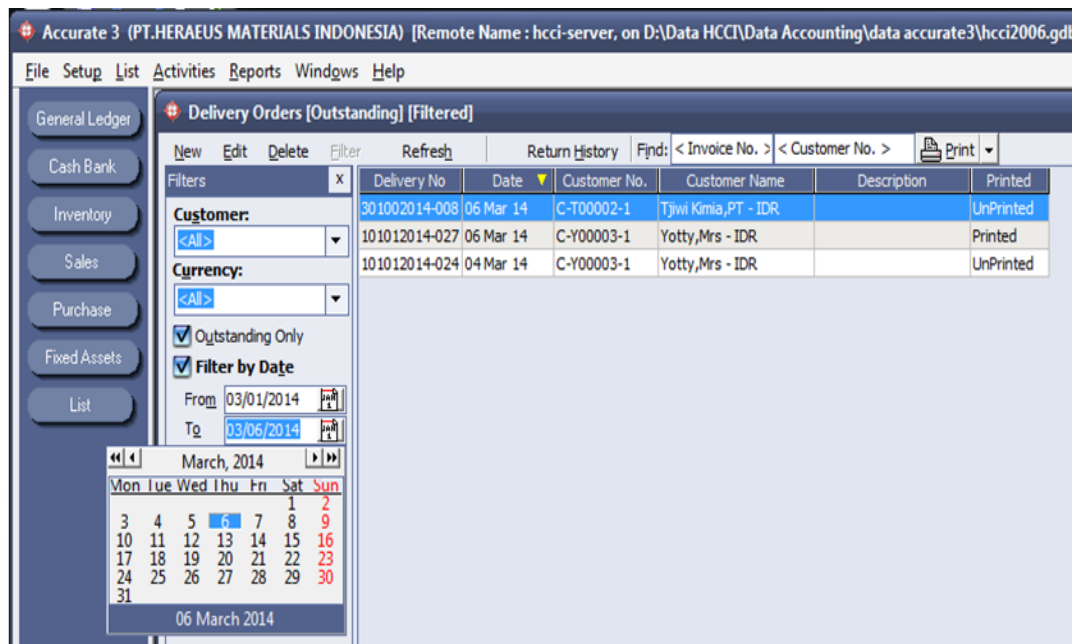 Accurate 3 (PT.HERAEUS MATERIALS INDONESIA) [Remote Name : hcci-server, on D:\Data HCCI\Data Accounting\data accurate3\hcci2006.gdb
File Setup List Activities Reports Windows Help
General Ledger
Cash Bank
Inventory
Sales
Purchase
Fixed Assets
List
Delivery Orders [Outstanding] [Filtered]
New Edit Delete Filter Refresh Return History Find: < Invoice No. > < Customer No. > Print
Filters x
Customer:
<All>
Currency:
<All>
Outstanding Only
Filter by Date
From 03/01/2014
To 03/06/2014
March, 2014
Mon Tue Wed Thu Fri Sat Sun
1 2
3 4 5 6 7 8 9
10 11 12 13 14 15 16
17 18 19 20 21 22 23
24 25 26 27 28 29 30
31
06 March 2014
Delivery No Date Customer No. Customer Name Description Printed
301002014-008 06 Mar 14 C-T00002-1 Tjiwi Kimia,PT - IDR UnPrinted
101012014-027 06 Mar 14 C-Y00003-1 Yotty,Mrs - IDR Printed
101012014-024 04 Mar 14 C-Y00003-1 Yotty,Mrs - IDR UnPrinted